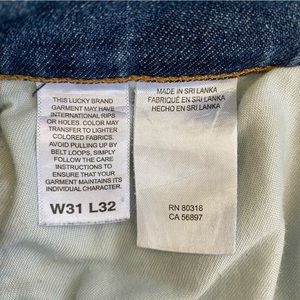 THIS LUCKY BRAND
GARMENT MAY HAVE
INTERNATIONAL RIPS
OR HOLES. COLOR MAY
TRANSFER TO LIGHTER
COLORED FABRICS.
AVOID PULLING UP BY
BELT LOOPS, SIMPLY
FOLLOW THE CARE
INSTRUCTIONS TO
ENSURE THAT YOUR
GARMENT MAINTAINS ITS
INDIVIDUAL CHARACTER.
W31 L32
MADE IN SRI LANKA
FABRIQUÉ EN SRI LANKA
HECHO EN SRI LANKA
RN 80318
CA 56897